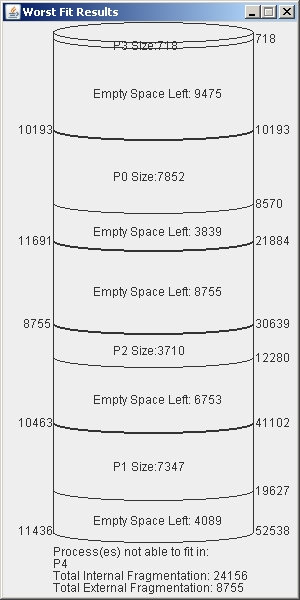 Worst Fit Results
718
P3 Size:718
Empty Space Left: 9475
10193 10193
P0 Size:7852
8570
Empty Space Left: 3839
11691 21884
Empty Space Left: 8755
8755 30639
P2 Size:3710
12280
Empty Space Left: 6753
10463 41102
P1 Size:7347
19627
Empty Space Left: 4089
11436 52538
Process(es) not able to fit in:
P4
Total Internal Fragmentation: 24156
Total External Fragmentation: 8755